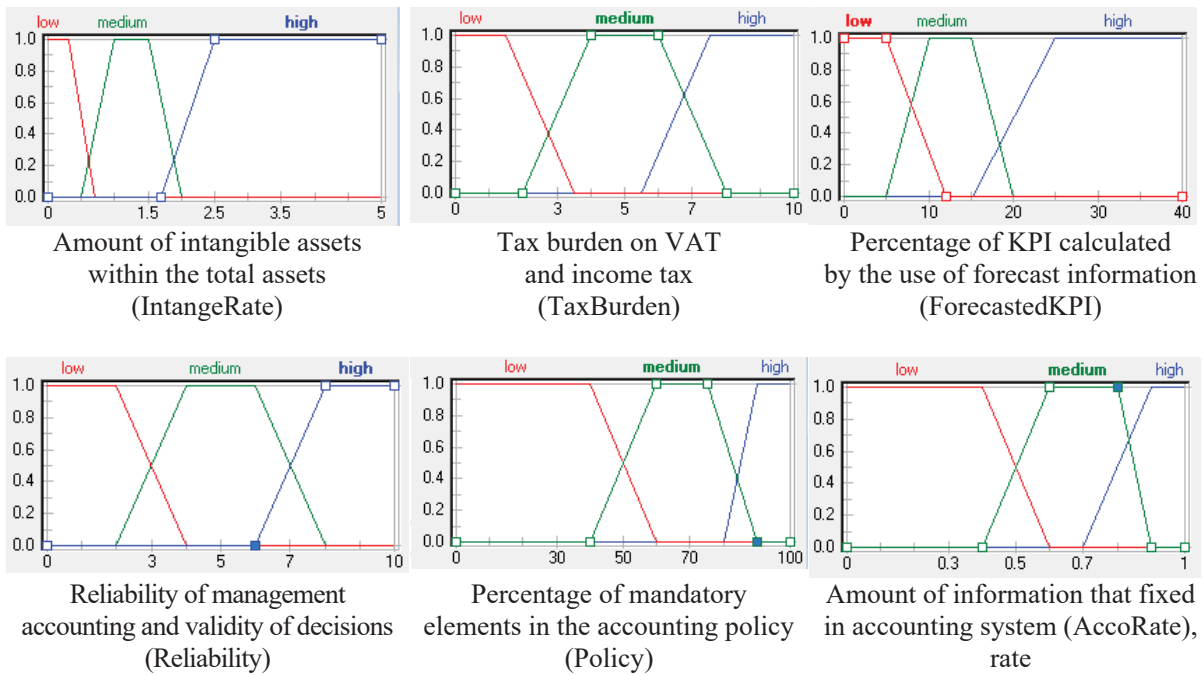 low medium high
1.0
0.8
0.6
0.4
0.2
0.0
0 1.5 2.5 3.5 5
Amount of intangible assets
within the total assets
(IntangeRate)
low medium high
1.0
0.8
0.6
0.4
0.2
0.0
0 3 5 7 10
Tax burden on VAT
and income tax
(TaxBurden)
low medium high
1.0
0.8
0.6
0.4
0.2
0.0
0 10 20 30 40
Percentage of KPI calculated
by the use of forecast information
(ForecastedKPI)
low medium high
1.0
0.8
0.6
0.4
0.2
0.0
0 3 5 7 10
Reliability of management
accounting and validity of decisions
(Reliability)
low medium high
1.0
0.8
0.6
0.4
0.2
0.0
0 30 50 70 100
Percentage of mandatory
elements in the accounting policy
(Policy)
low medium high
1.0
0.8
0.6
0.4
0.2
0.0
0 0.3 0.5 0.7 1
Amount of information that fixed
in accounting system (AccoRate),
rate